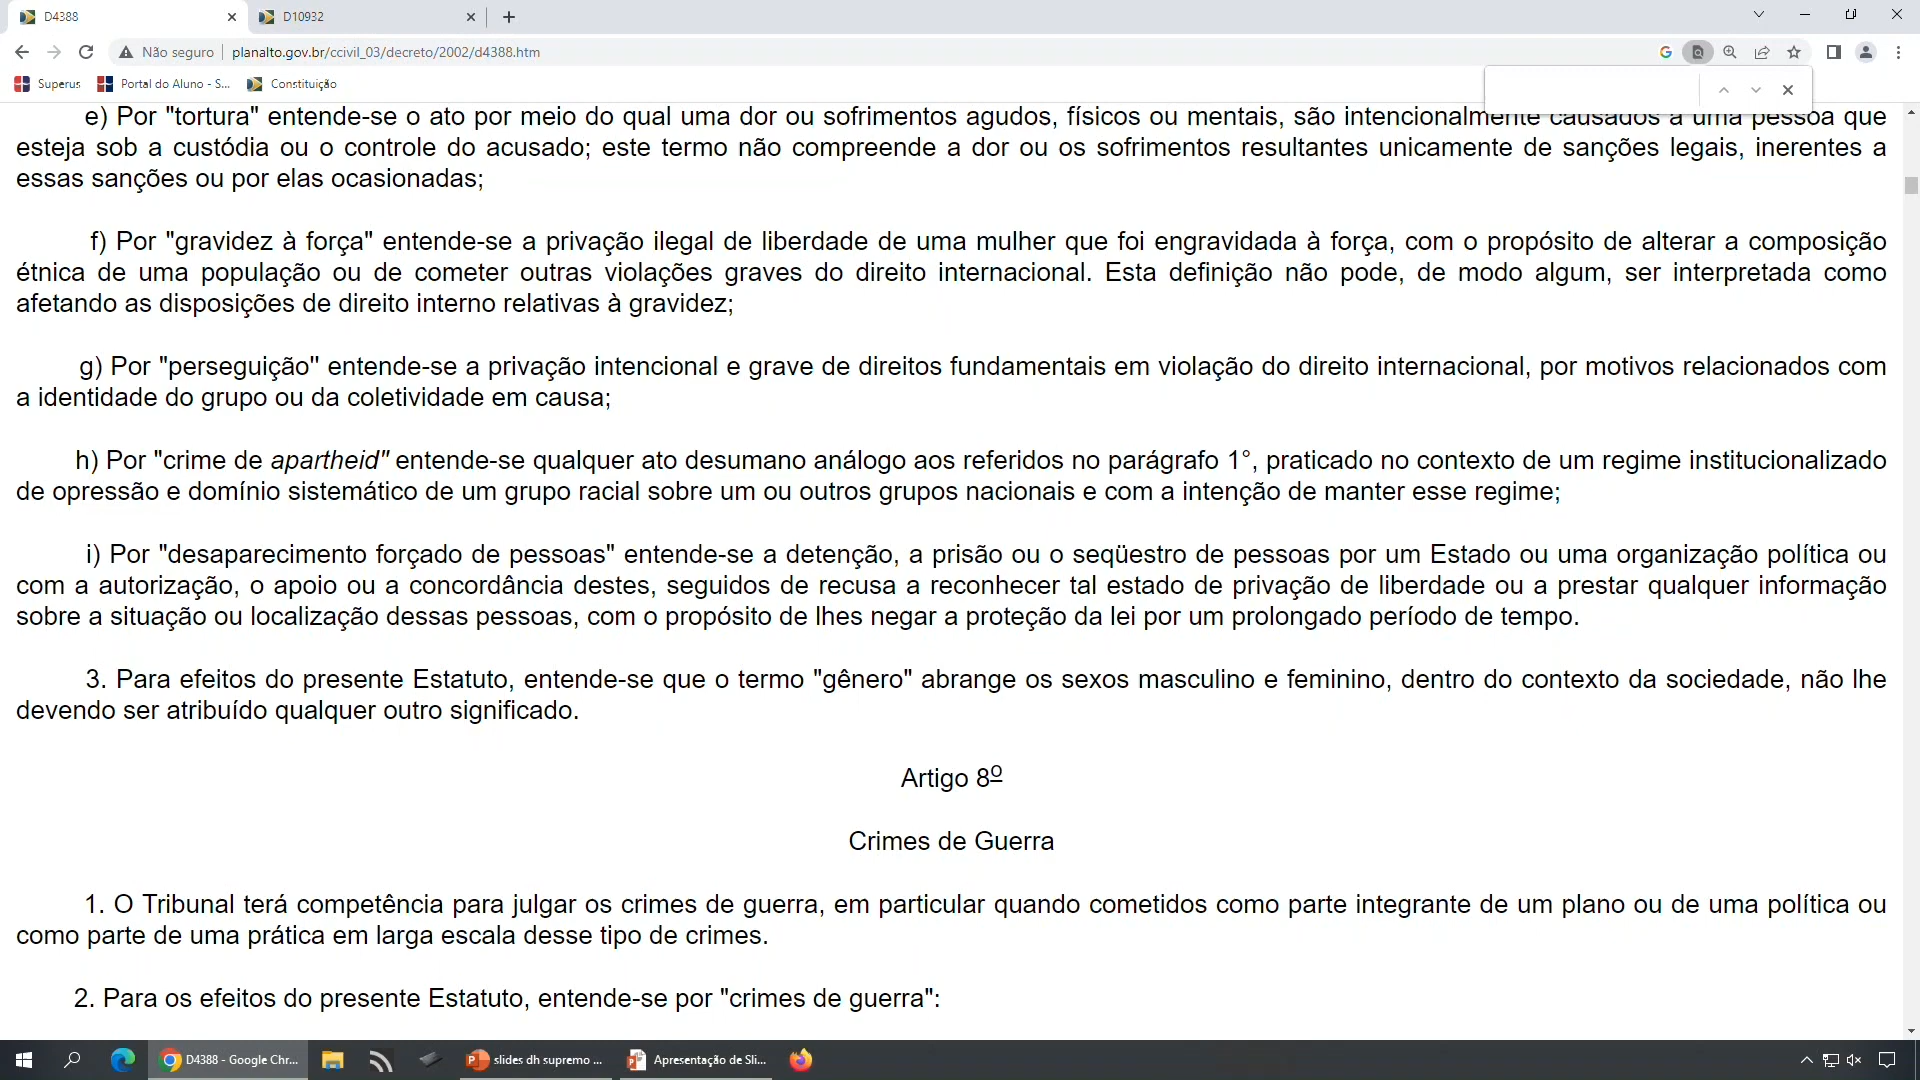 D4388
D10932
Não seguro
planalto.gov.br/ccivil_03/decreto/2002/d4388.htm
Superus
Portal do Aluno - S...
Constituição
e) Por "tortura" entende-se o ato por meio do qual uma dor ou sofrimentos agudos, físicos ou mentais, são intencionalmente causados a uma pessoa que
esteja sob a custódia ou o controle do acusado; este termo não compreende a dor ou os sofrimentos resultantes unicamente de sanções legais, inerentes a
essas sanções ou por elas ocasionadas;
f) Por "gravidez à força" entende-se a privação ilegal de liberdade de uma mulher que foi engravidada à força, com o propósito de alterar a composição
étnica de uma população ou de cometer outras violações graves do direito internacional. Esta definição não pode, de modo algum, ser interpretada como
afetando as disposições de direito interno relativas à gravidez;
g) Por "perseguição'' entende-se a privação intencional e grave de direitos fundamentais em violação do direito internacional, por motivos relacionados com
a identidade do grupo ou da coletividade em causa;
h) Por "crime de apartheid" entende-se qualquer ato desumano análogo aos referidos no parágrafo 1°, praticado no contexto de um regime institucionalizado
de opressão e domínio sistemático de um grupo racial sobre um ou outros grupos nacionais e com a intenção de manter esse regime;
i) Por "desaparecimento forçado de pessoas" entende-se a detenção, a prisão ou o seqüestro de pessoas por um Estado ou uma organização política ou
com a autorização, o apoio ou a concordância destes, seguidos de recusa a reconhecer tal estado de privação de liberdade ou a prestar qualquer informação
sobre a situação ou localização dessas pessoas, com o propósito de lhes negar a proteção da lei por um prolongado período de tempo.
3. Para efeitos do presente Estatuto, entende-se que o termo "gênero" abrange os sexos masculino e feminino, dentro do contexto da sociedade, não lhe
devendo ser atribuído qualquer outro significado.
Artigo 8º
Crimes de Guerra
1. O Tribunal terá competência para julgar os crimes de guerra, em particular quando cometidos como parte integrante de um plano ou de uma política ou
como parte de uma prática em larga escala desse tipo de crimes.
2. Para os efeitos do presente Estatuto, entende-se por "crimes de guerra":
D4388 - Google Chr...
slides dh supremo ...
Apresentação de Sli...